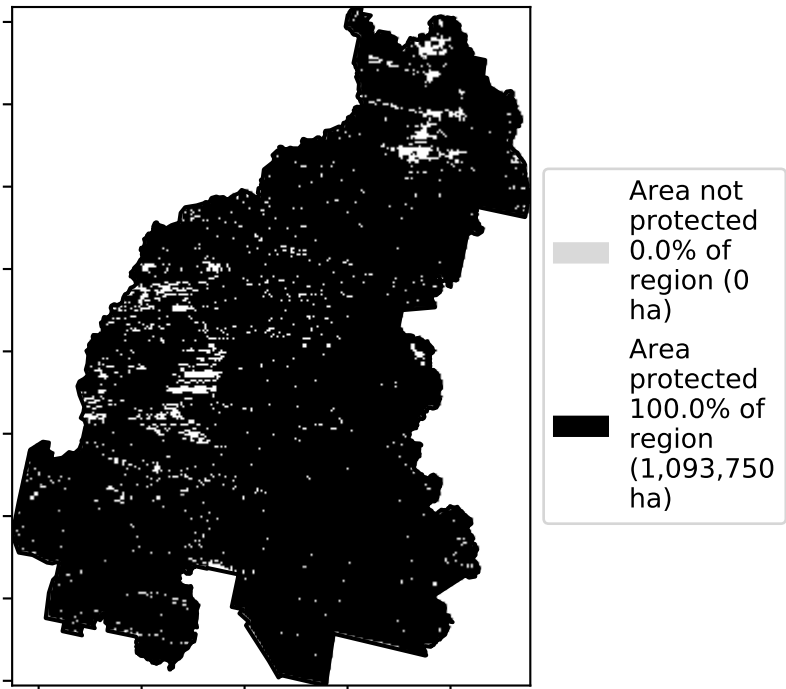 Area not
protected
0.0% of
region (0
ha)
Area
protected
100.0% of
region
(1,093,750
ha)